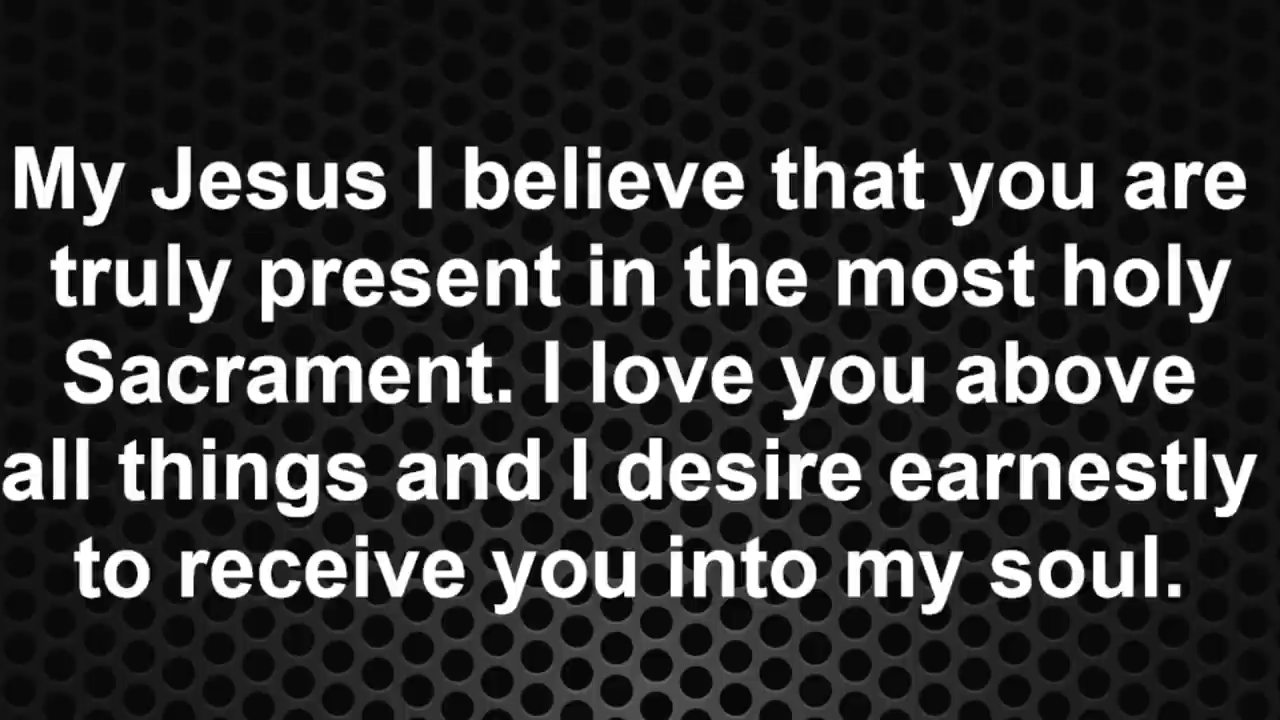 My Jesus I believe that you are
truly present in the most holy
Sacrament. I love you above
all things and I desire earnestly
to receive you into my soul.